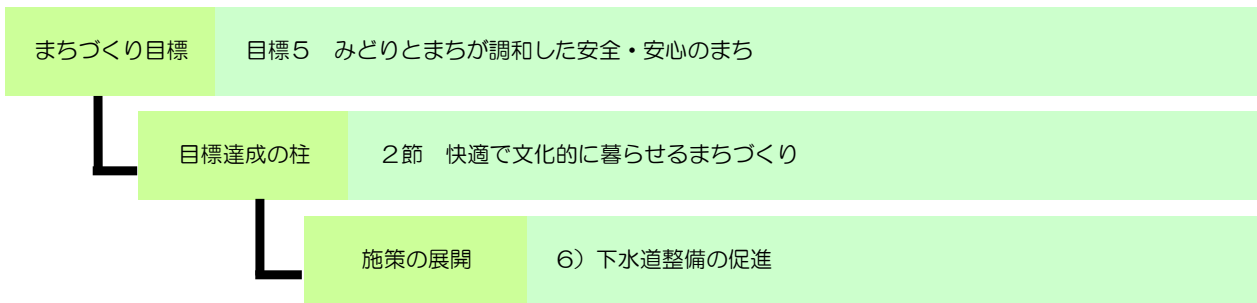 まちづくり目標　目標５　みどりとまちが調和した安全・安心のまち
目標達成の柱　２節　快適で文化的に暮らせるまちづくり
施策の展開　６）下水道整備の促進